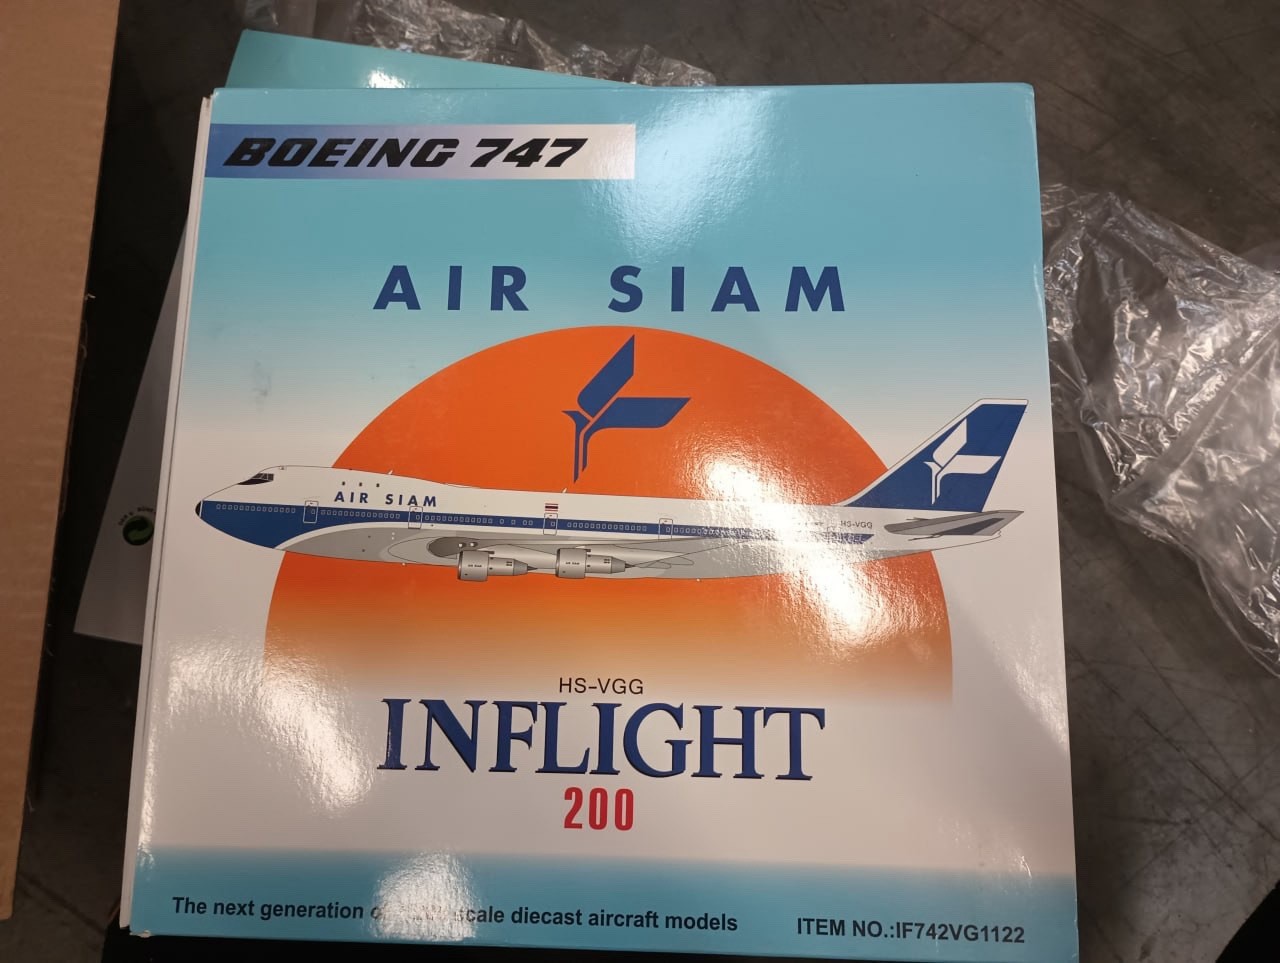 BOEING 747
AIR SIAM
AIR SIAM
HS-VGG
HS-VGG
INFLIGHT
200
The next generation scale diecast aircraft models
ITEM NO.:IF742VG1122